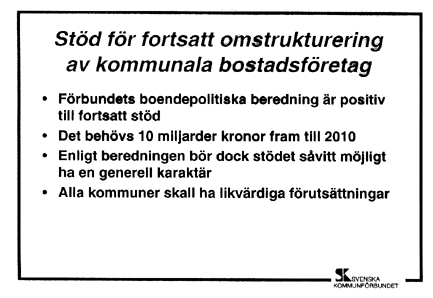 Stöd för fortsatt omstrukturering
av kommunala bostadsföretag
• Förbundets boendepolitiska beredning är positiv
till fortsatt stöd
• Det behövs 10 miljarder kronor fram till 2010
• Enligt beredningen bör dock stödet såvitt möjligt
ha en generell karaktär
• Alla kommuner skall ha likvärdiga förutsättningar
SK SVENSKA
KOMMUNFÖRBUNDET